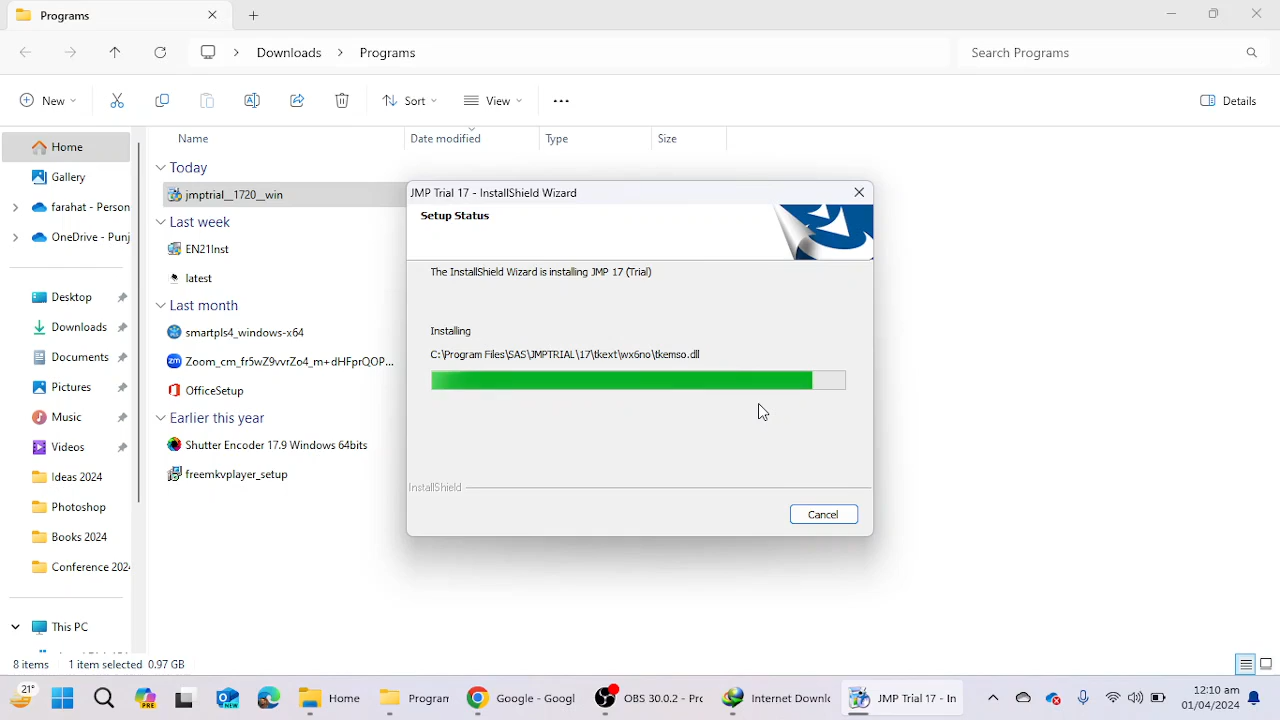 Programs
Downloads
Programs
Search Programs
New
Sort
View
Details
Name
Date modified
Type
Size
Home
Gallery
farahat - Person
OneDrive - Punj
Desktop
Downloads
Documents
Pictures
Music
Videos
Ideas 2024
Photoshop
Books 2024
Conference 2024
This PC
Today
jmptrial__1720__win
Last week
EN21Inst
latest
Last month
smartpls4_windows-x64
Zoom_cm_fr5wZ9vvrZo4_m+dHFprQOP...
OfficeSetup
Earlier this year
Shutter Encoder 17.9 Windows 64bits
freemkvplayer_setup
JMP Trial 17 - InstallShield Wizard
Setup Status
The InstallShield Wizard is installing JMP 17 (Trial)
Installing
C:\Program Files\SAS\JMPTRIAL\17\tkext\wx6no\tkemso.dll
InstallShield
Cancel
8 items
1 item selected 0.97 GB
21°
PRE
NEW
Home
Program
Google - Googl
OBS 30.0.2 - Pro
Internet Downlo
JMP Trial 17 - In
12:10 am
01/04/2024